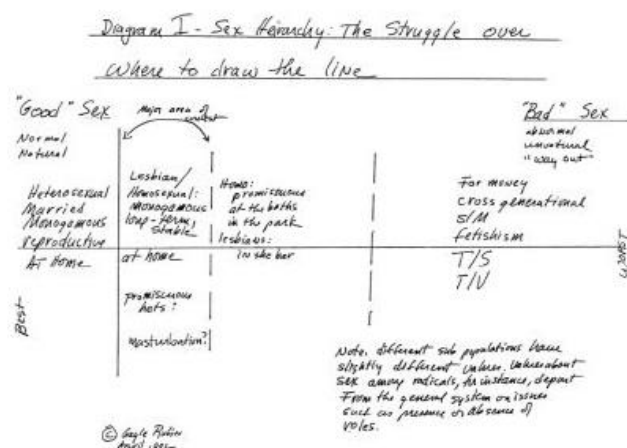 Diagram I - Sex Heirarchy: The Struggle over
where to draw the line
"Good" Sex
Normal
Natural
Heterosexual
Married
Monogomous
reproductive
AT Home
Best
Major area of
Lesbian/
Homosexual:
monogamous
long-term,
stable
at home
promiscuous
hets:
masturbation?
Homo:
promiscuous
at the baths
in the park
lesbians:
in the bar
"Bad" Sex
abnormal
unnatural
"way out"
For money
cross generational
S/M
fetishism
T/S
T/V
WORST
Note. different sub populations have
slightly different values. Values about
sex among radicals, for instance, depart
From the general system on issues
such as presence or absence of
roles.
© Gayle Rubin
April